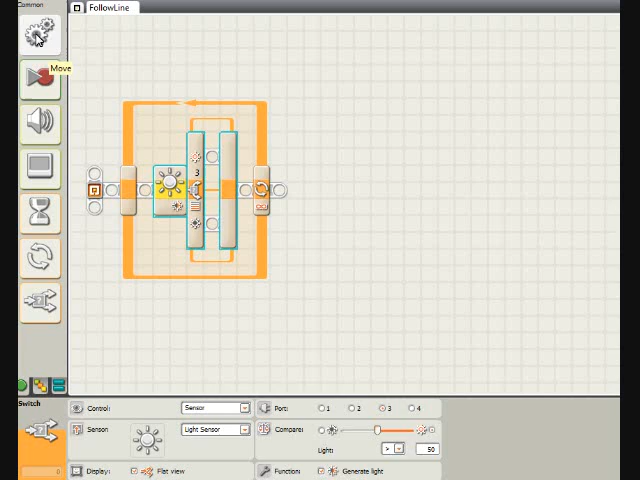 Common
FollowLine
Move
3
Switch
Control:
Sensor
Port:
1
2
3
4
Sensor
Light Sensor
Compare:
Light:
>
50
Display:
Flat view
Function:
Generate light
0